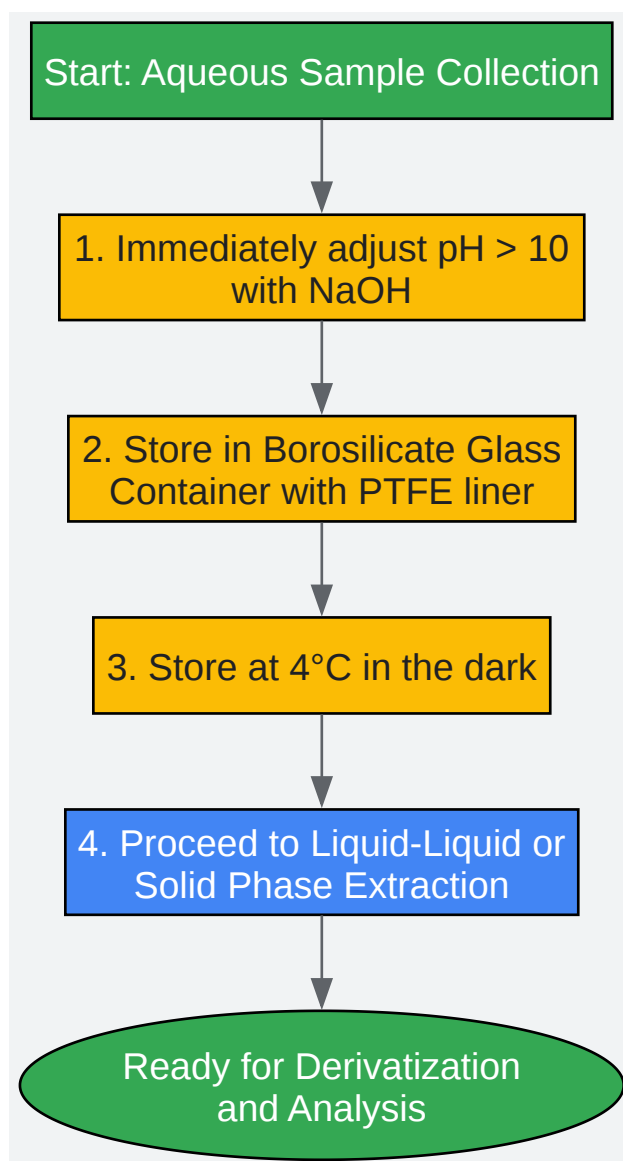 Start: Aqueous Sample Collection
1. Immediately adjust pH > 10
with NaOH
2. Store in Borosilicate Glass
Container with PTFE liner
3. Store at 4°C in the dark
4. Proceed to Liquid-Liquid or
Solid Phase Extraction
Ready for Derivatization
and Analysis